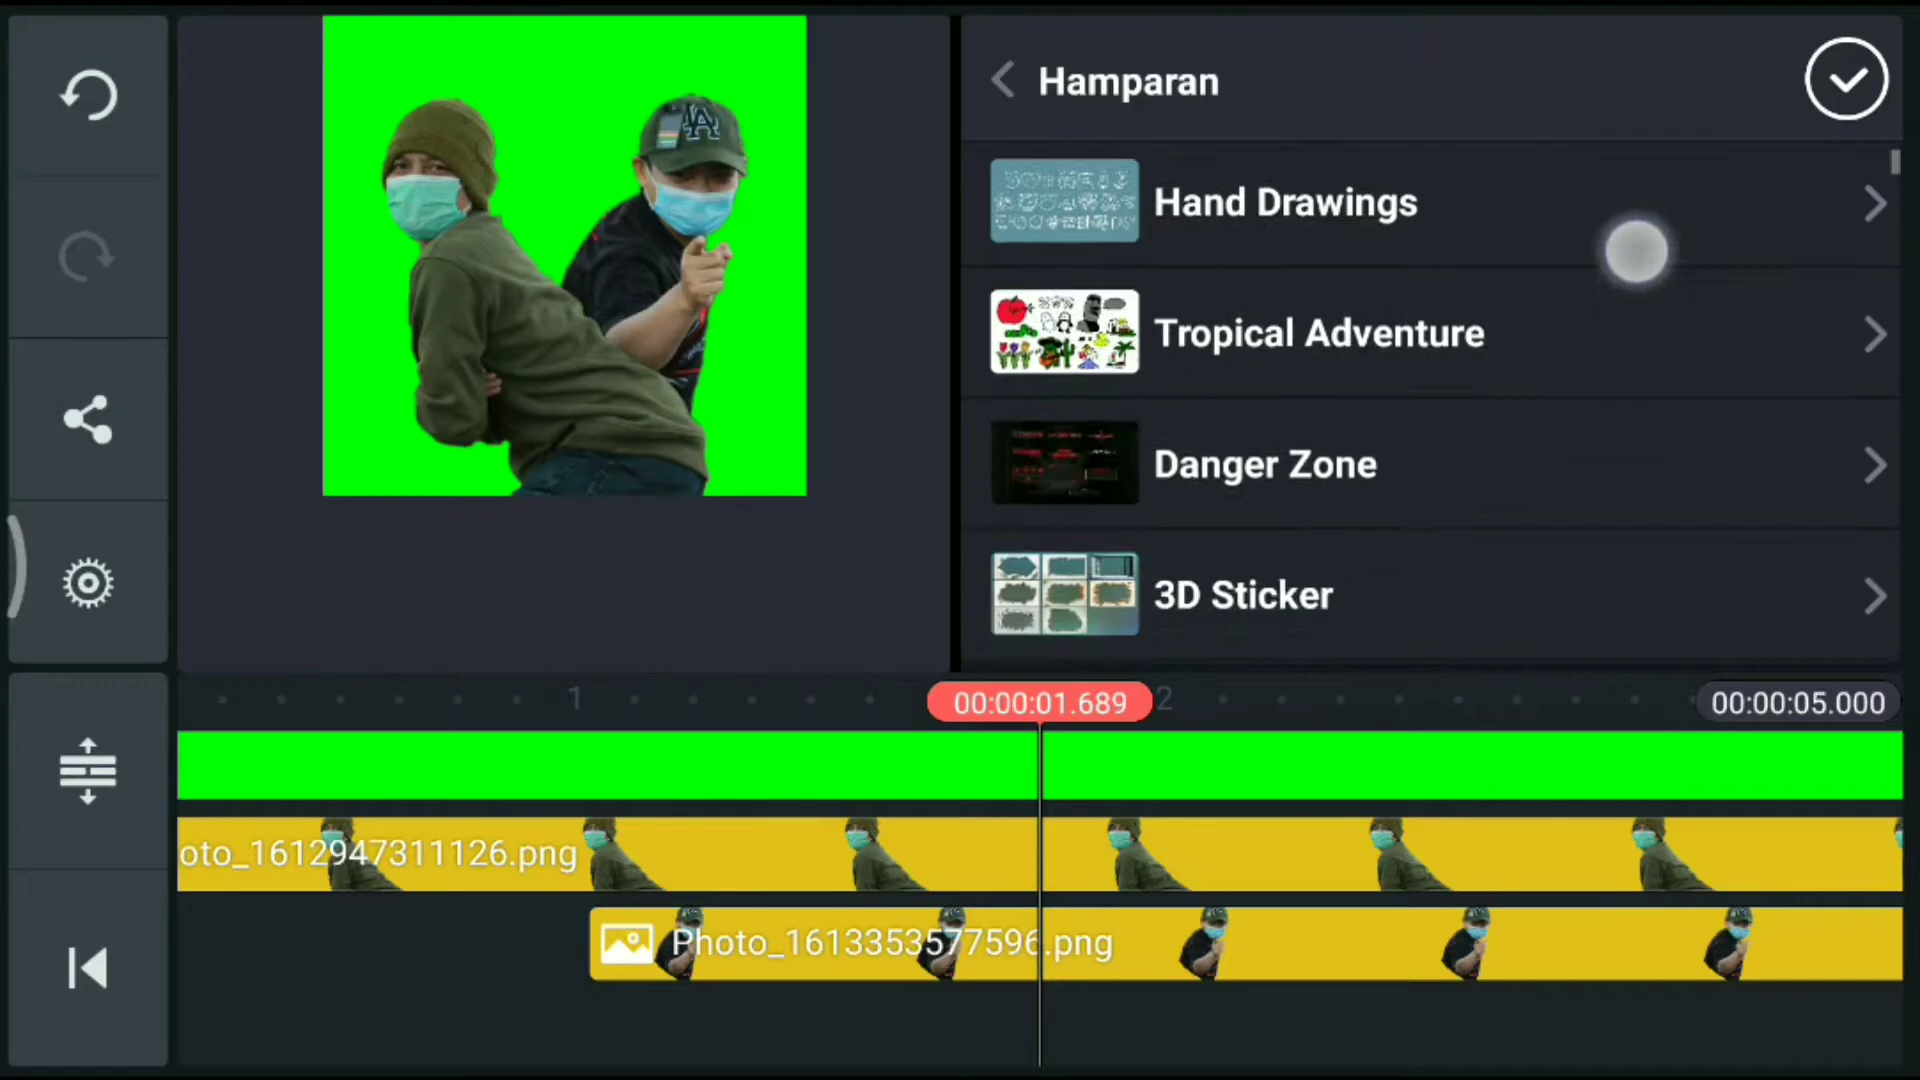 Hamparan
LA
Hand Drawings
Tropical Adventure
Danger Zone
3D Sticker
1
00:00:01.689
2
00:00:05.000
oto_1612947311126.png
Photo_1613353577596.png